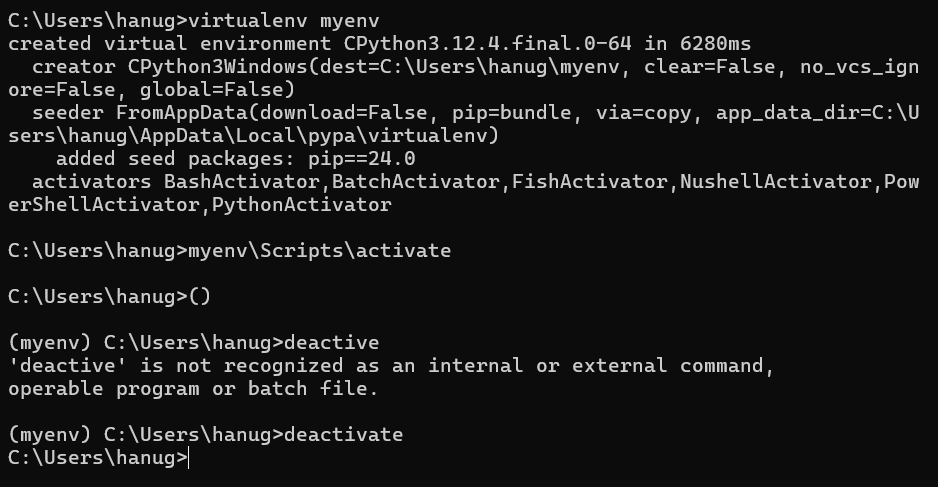 C:\Users\hanug>virtualenv myenv
created virtual environment CPython3.12.4.final.0-64 in 6280ms
  creator CPython3Windows(dest=C:\Users\hanug\myenv, clear=False, no_vcs_ign
ore=False, global=False)
  seeder FromAppData(download=False, pip=bundle, via=copy, app_data_dir=C:\U
sers\hanug\AppData\Local\pypa\virtualenv)
    added seed packages: pip==24.0
  activators BashActivator,BatchActivator,FishActivator,NushellActivator,Pow
erShellActivator,PythonActivator
C:\Users\hanug>myenv\Scripts\activate
C:\Users\hanug>()
(myenv) C:\Users\hanug>deactive
'deactive' is not recognized as an internal or external command,
operable program or batch file.
(myenv) C:\Users\hanug>deactivate
C:\Users\hanug>